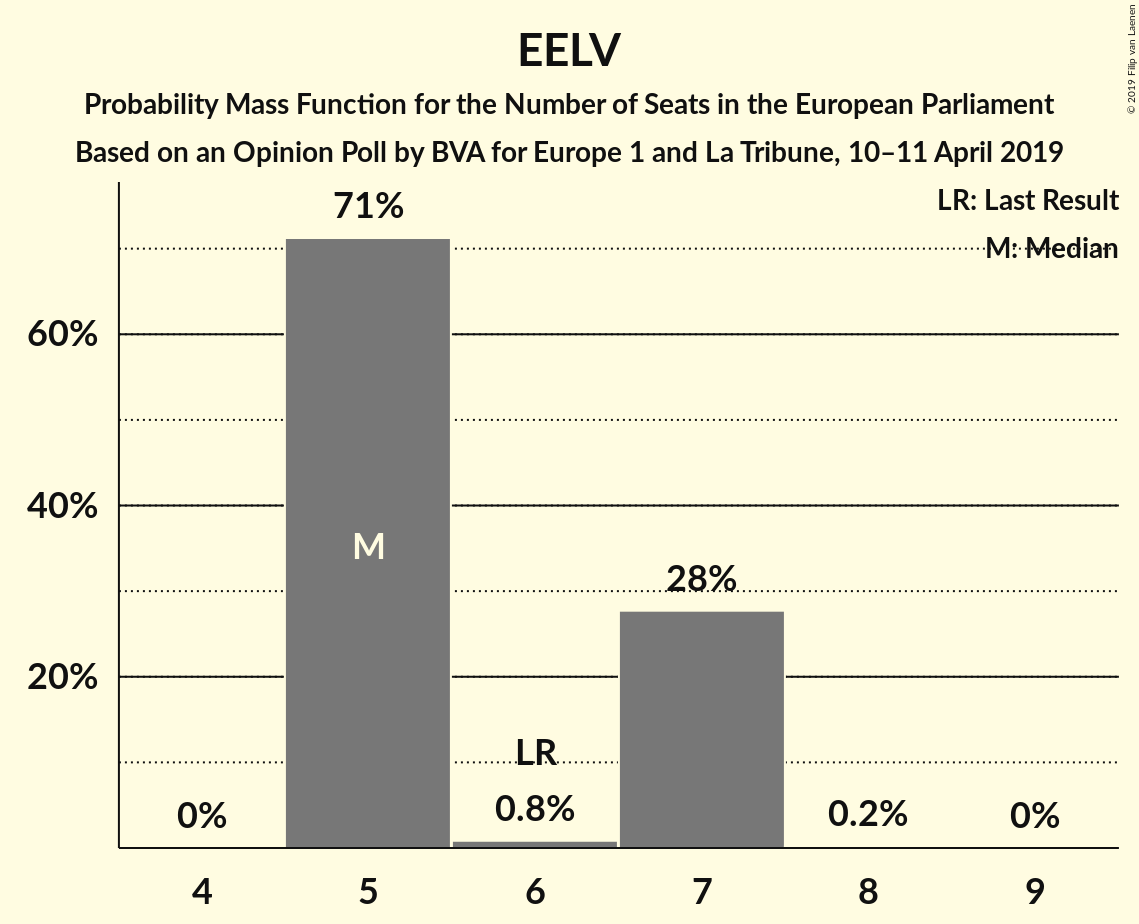 EELV
Probability Mass Function for the Number of Seats in the European Parliament
Based on an Opinion Poll by BVA for Europe 1 and La Tribune, 10–11 April 2019
© 2019 Filip van Laenen
LR: Last Result
M: Median
71%
60%
40%
M
28%
20%
LR
0%
0.8%
0.2%
0%
4 5 6 7 8 9